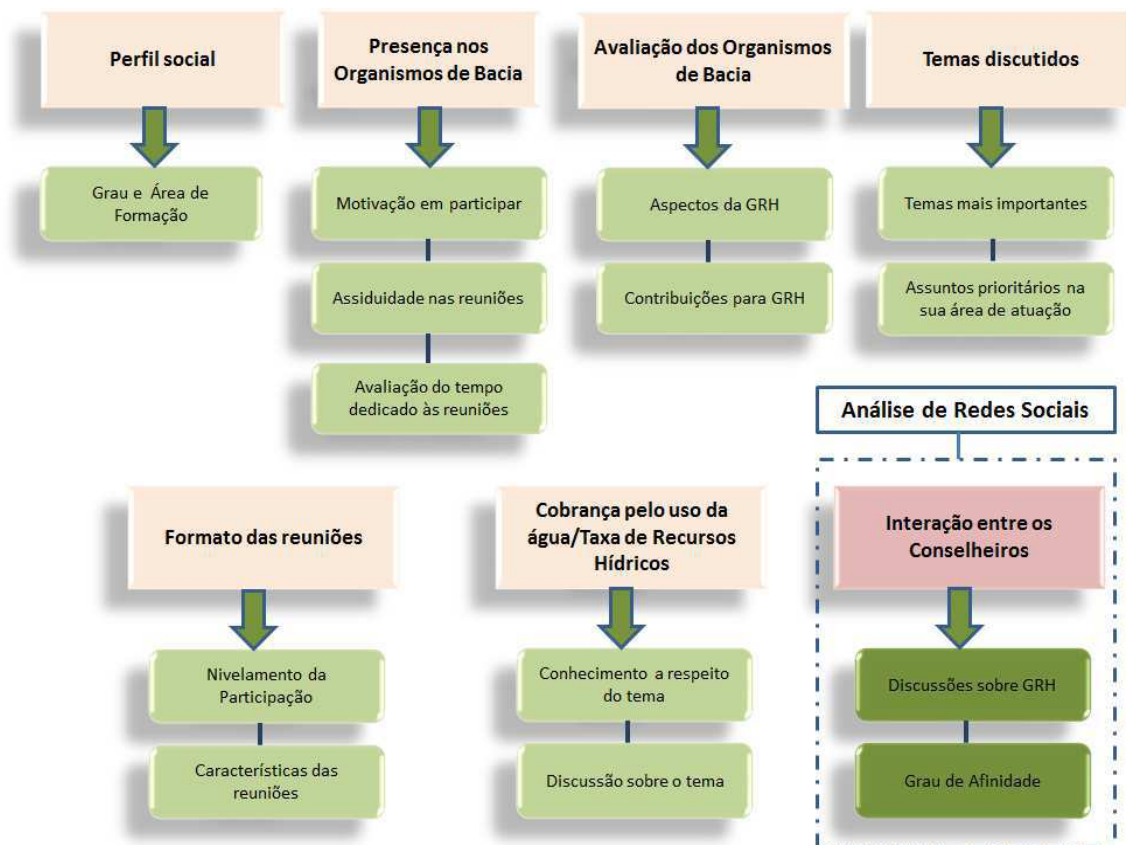 Perfil social
Presença nos
Organismos de Bacia
Avaliação dos Organismos
de Bacia
Temas discutidos
Grau e Área de
Formação
Motivação em participar
Assiduidade nas reuniões
Avaliação do tempo
dedicado às reuniões
Aspectos da GRH
Contribuições para GRH
Temas mais importantes
Assuntos prioritários na
sua área de atuação
Análise de Redes Sociais
Formato das reuniões
Cobrança pelo uso da
água/Taxa de Recursos
Hídricos
Interação entre os
Conselheiros
Nivelamento da
Participação
Características das
reuniões
Conhecimento a respeito
do tema
Discussão sobre o tema
Discussões sobre GRH
Grau de Afinidade